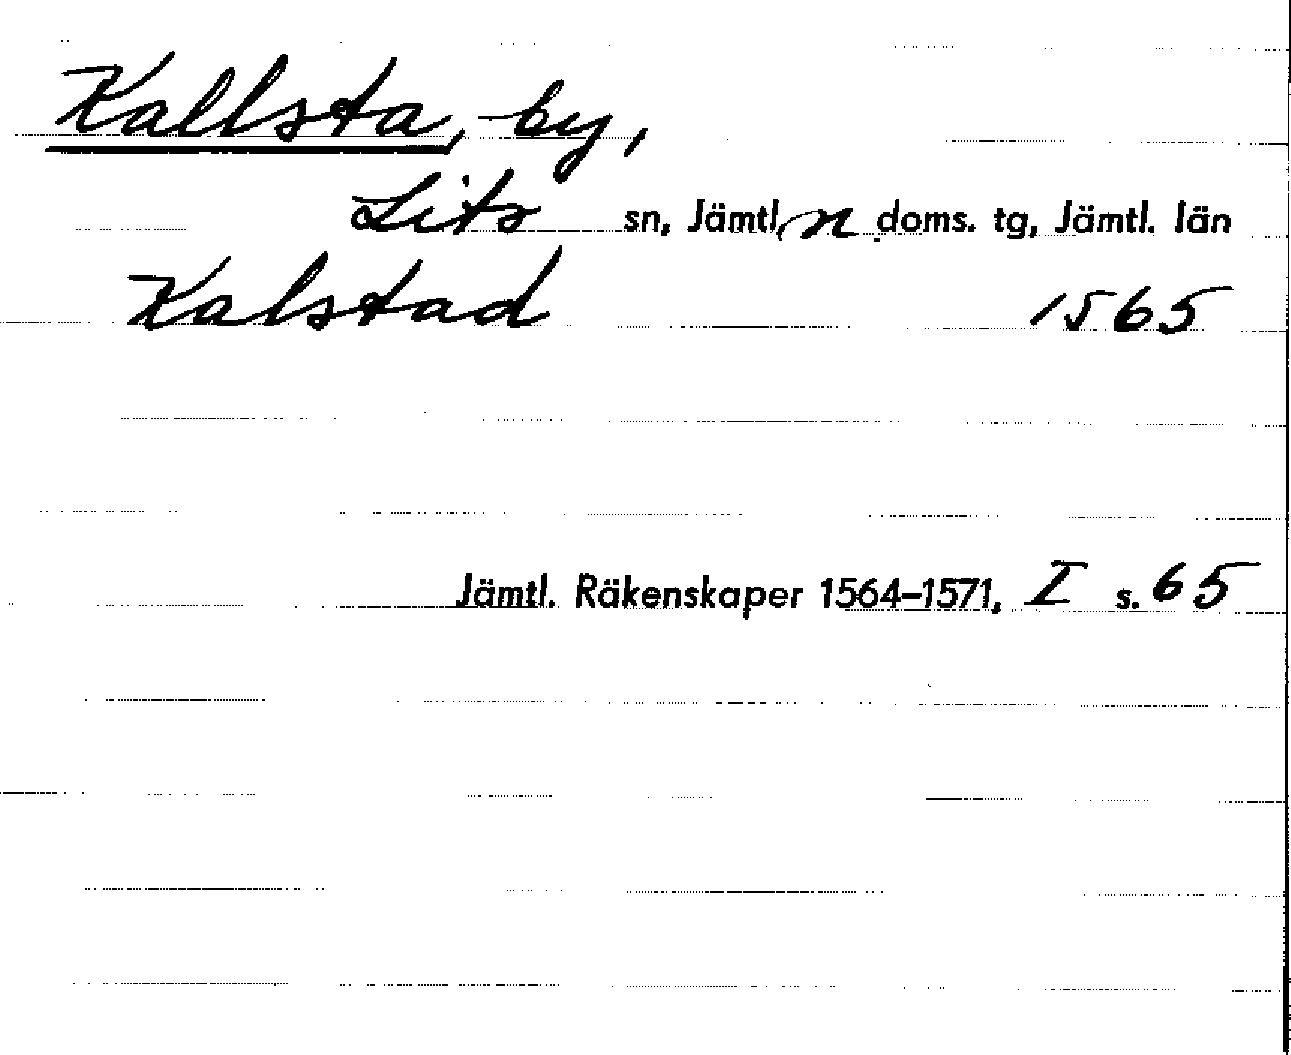 Kallsta, by,
Lits sn, Jämtl, n doms. tg, Jämtl. län
Kalstad 1565
Jämtl. Räkenskaper 1564–1571, I s. 65